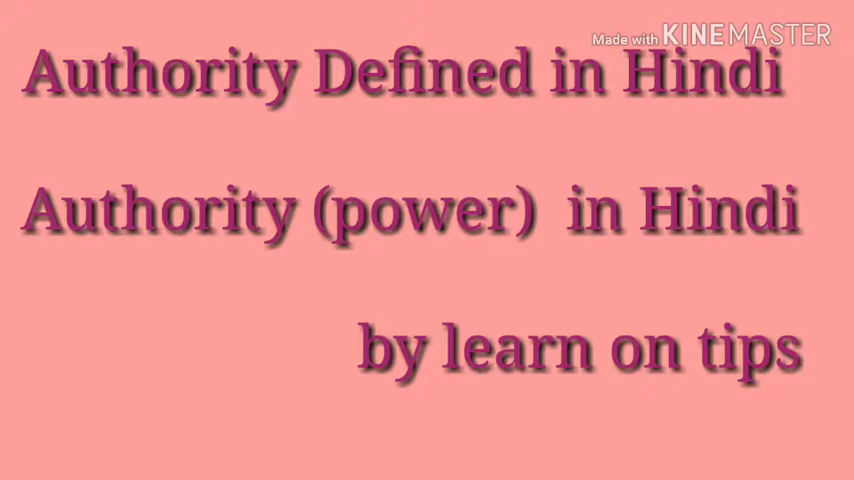 Made with KINEMASTER
Authority Defined in Hindi
Authority (power) in Hindi
by learn on tips